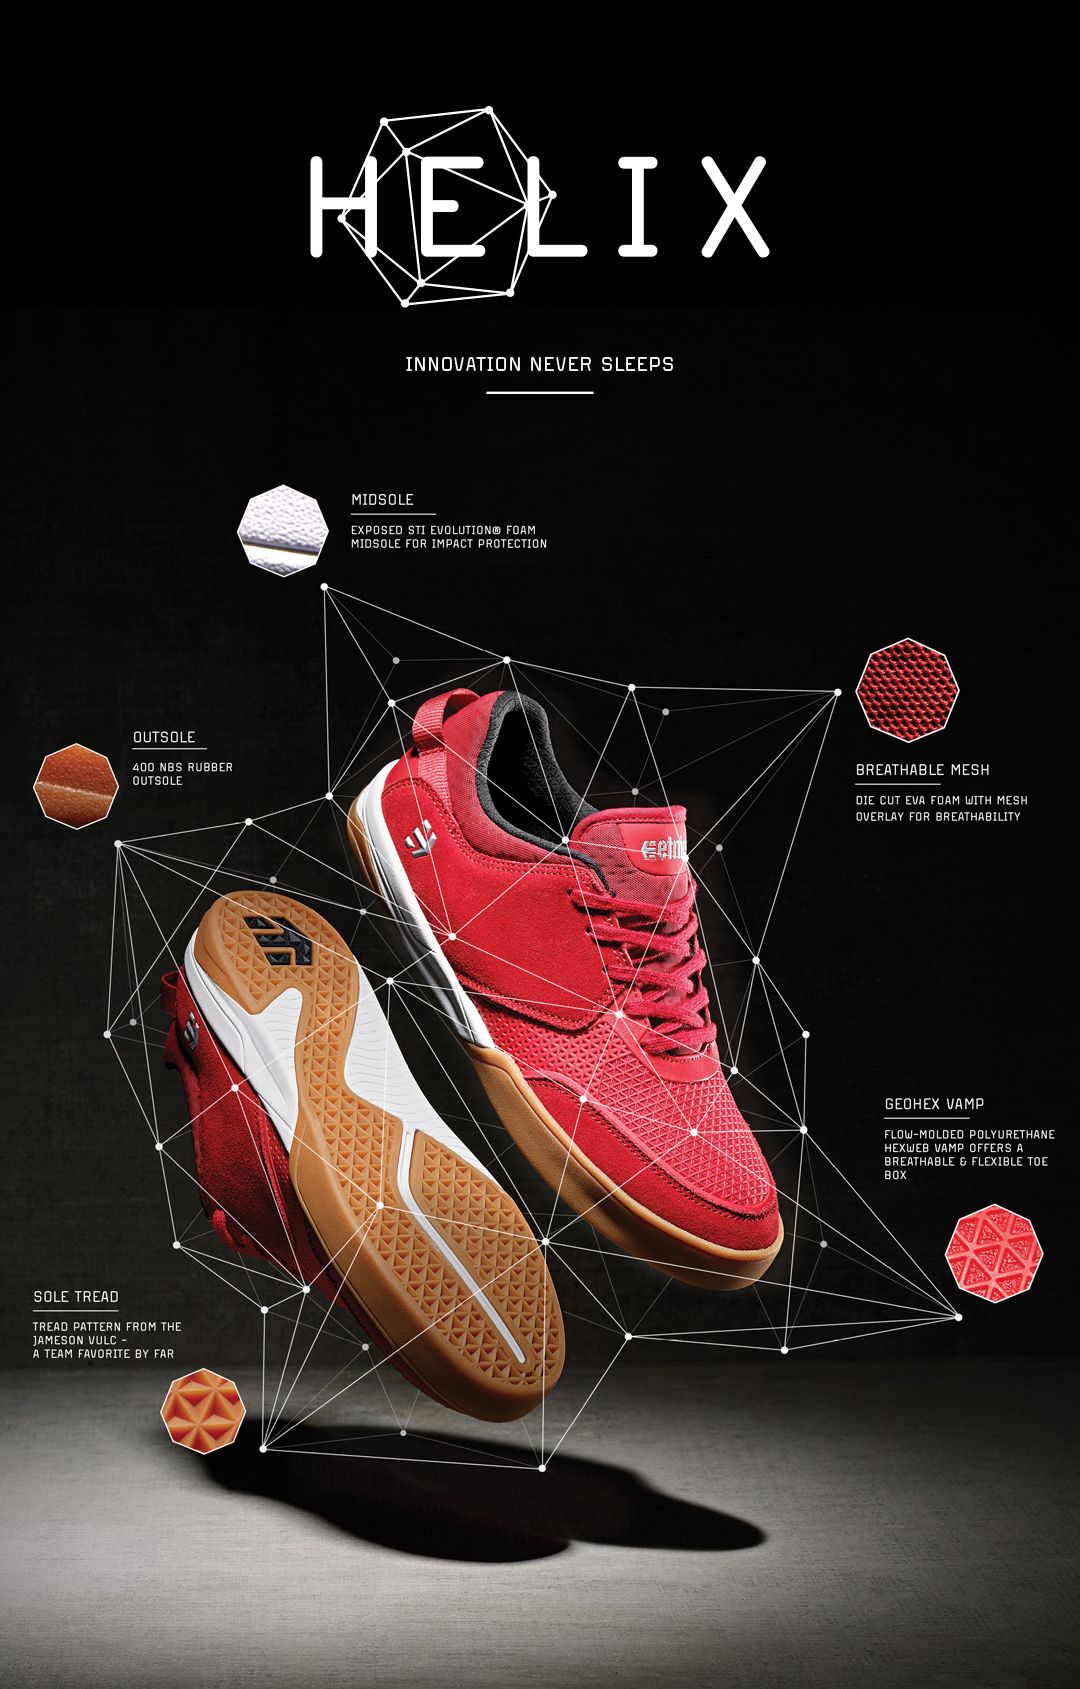 HELIX
INNOVATION NEVER SLEEPS
MIDSOLE
EXPOSED STI EVOLUTION® FOAM
MIDSOLE FOR IMPACT PROTECTION
BREATHABLE MESH
DIE CUT EVA FOAM WITH MESH
OVERLAY FOR BREATHABILITY
OUTSOLE
400 NBS RUBBER
OUTSOLE
GEOHEX VAMP
FLOW-MOLDED POLYURETHANE
HEXWEB VAMP OFFERS A
BREATHABLE & FLEXIBLE TOE
BOX
SOLE TREAD
TREAD PATTERN FROM THE
JAMESON VULC -
A TEAM FAVORITE BY FAR